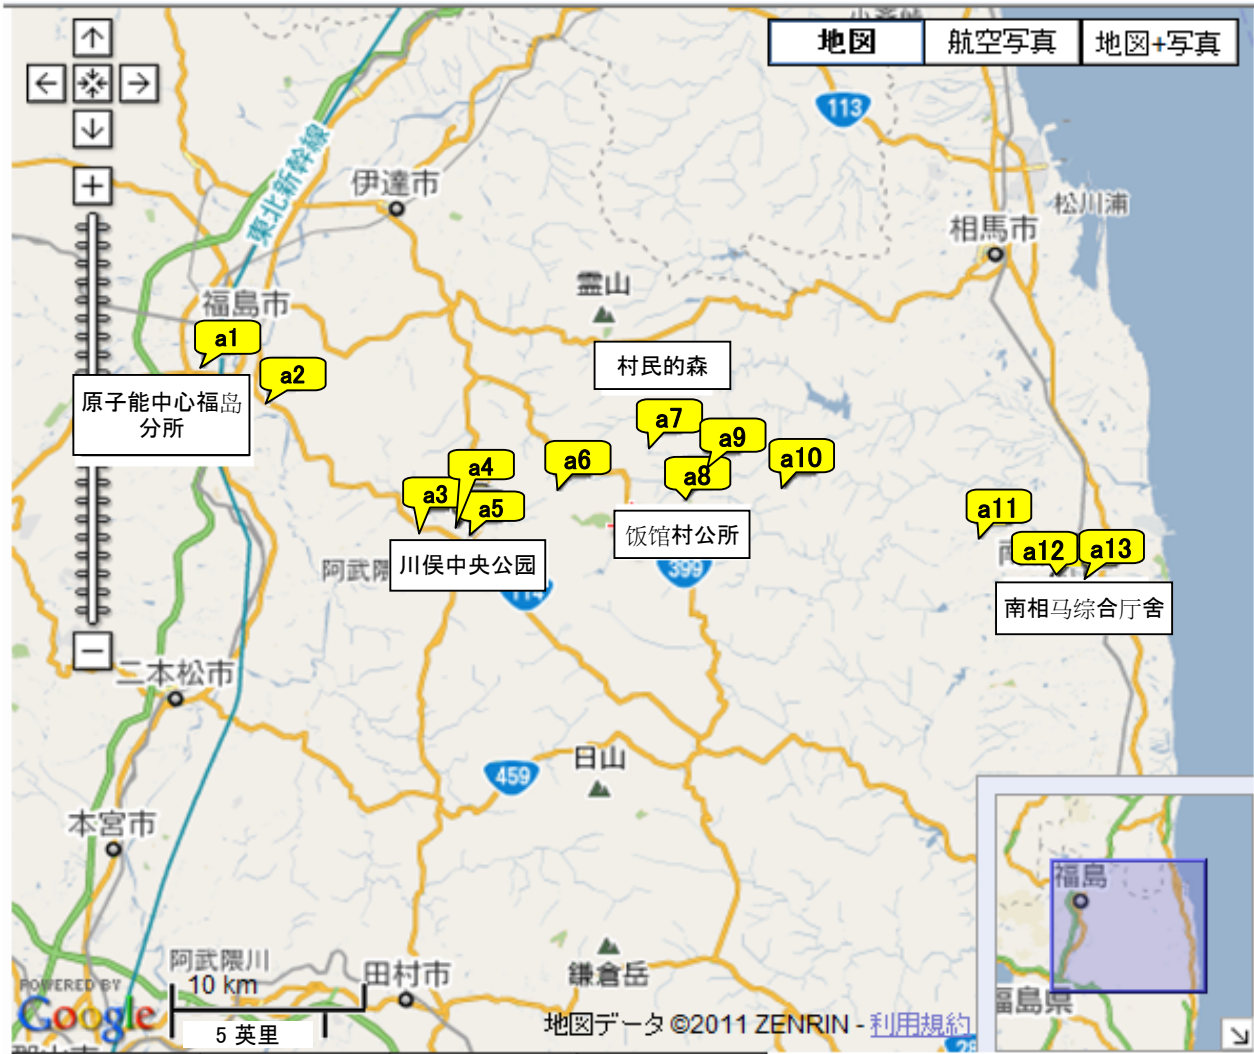 地図
航空写真
地図+写真
113
東北新幹線
伊達市
松川浦
相馬市
霊山
福島市
a1
村民的森
a2
原子能中心福岛
分所
a7
a9
a4
a6
a10
a8
a3
a5
a11
饭馆村公所
a12
a13
川俣中央公园
阿武隈
399
114
南相马综合厅舍
二本松市
日山
459
本宮市
福島
阿武隈川
田村市
鎌倉岳
POWERED BY
Google
10 km
5 英里
福島県
地図データ ©2011 ZENRIN - 利用規約